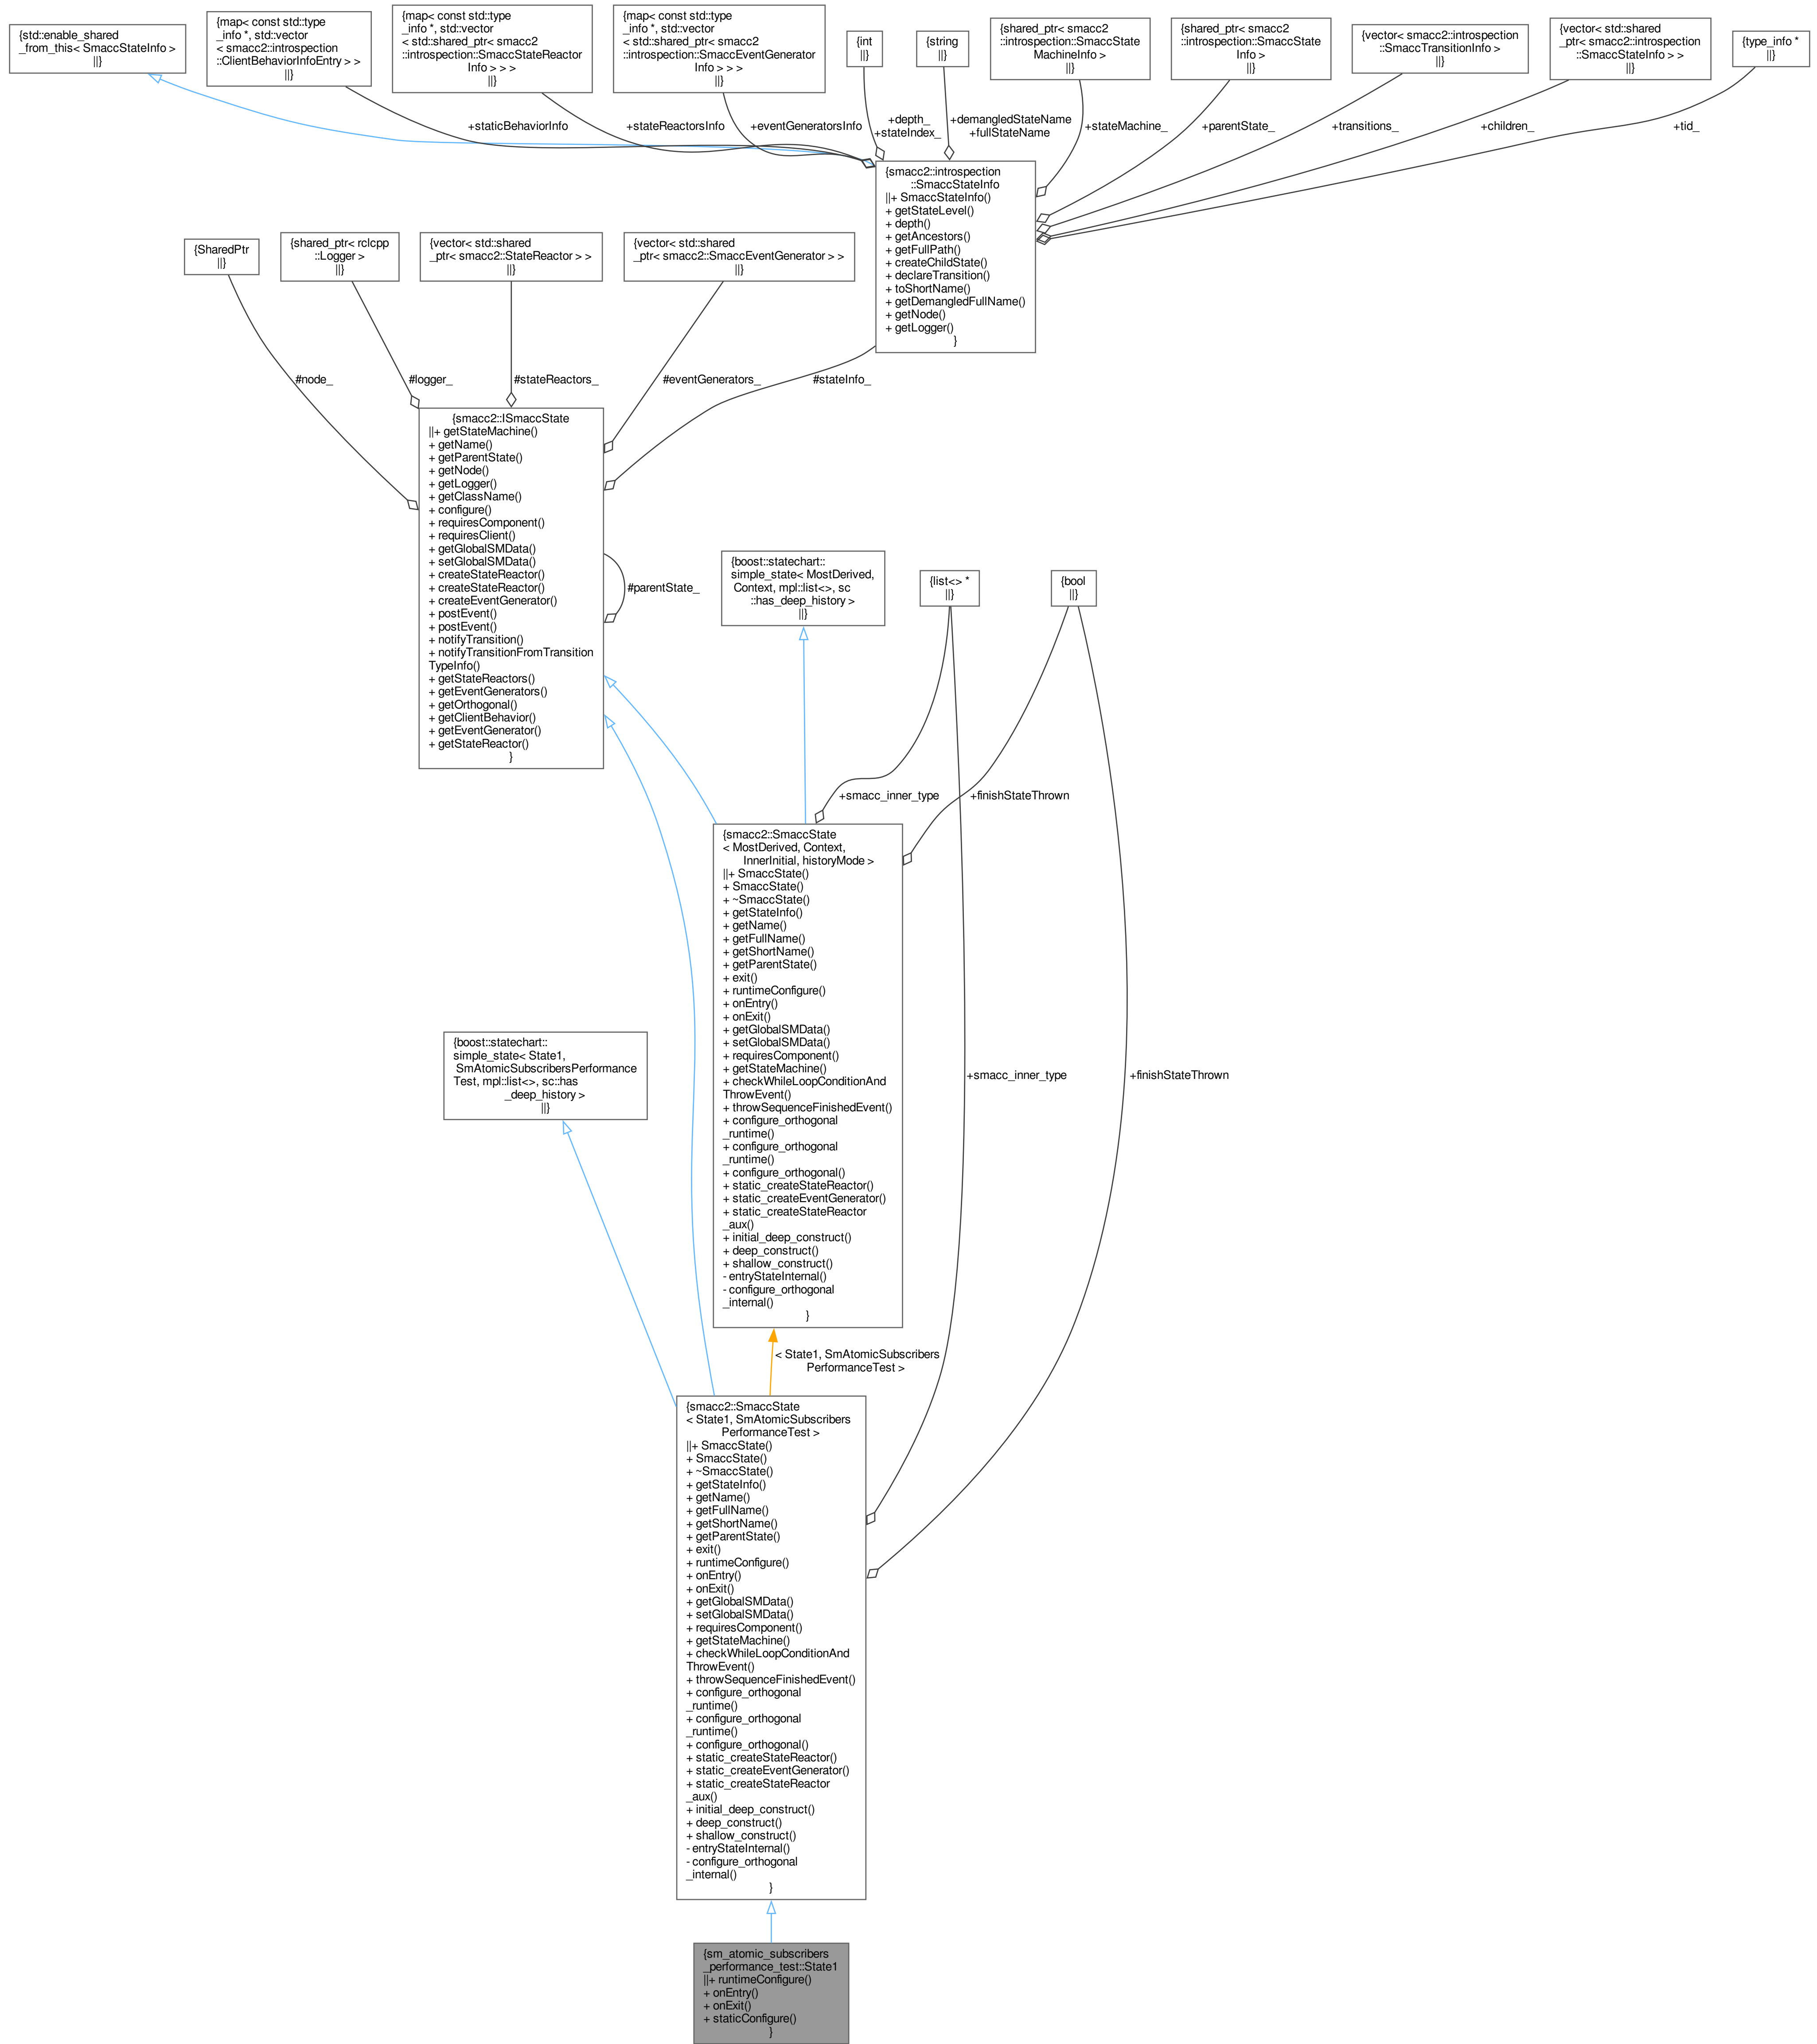 {std::enable_shared
_from_this< SmaccStateInfo >
||}
{map< const std::type
_info *, std::vector
< smacc2::introspection
::ClientBehaviorInfoEntry > >
||}
{map< const std::type
_info *, std::vector
< std::shared_ptr< smacc2
::introspection::SmaccStateReactor
Info > > >
||}
{map< const std::type
_info *, std::vector
< std::shared_ptr< smacc2
::introspection::SmaccEventGenerator
Info > > >
||}
{int
||}
{string
||}
{shared_ptr< smacc2
::introspection::SmaccState
MachineInfo >
||}
{shared_ptr< smacc2
::introspection::SmaccState
Info >
||}
{vector< smacc2::introspection
::SmaccTransitionInfo >
||}
{vector< std::shared
_ptr< smacc2::introspection
::SmaccStateInfo > >
||}
{type_info *
||}
+staticBehaviorInfo
+stateReactorsInfo
+eventGeneratorsInfo
+depth_
+stateIndex_
+demangledStateName
+fullStateName
+stateMachine_
+parentState_
+transitions_
+children_
+tid_
{smacc2::introspection
::SmaccStateInfo
||+ SmaccStateInfo()
+ getStateLevel()
+ depth()
+ getAncestors()
+ getFullPath()
+ createChildState()
+ declareTransition()
+ toShortName()
+ getDemangledFullName()
+ getNode()
+ getLogger()
}
{SharedPtr
||}
{shared_ptr< rclcpp
::Logger >
||}
{vector< std::shared
_ptr< smacc2::StateReactor > >
||}
{vector< std::shared
_ptr< smacc2::SmaccEventGenerator > >
||}
#node_
#logger_
#stateReactors_
#eventGenerators_
#stateInfo_
{smacc2::ISmaccState
||+ getStateMachine()
+ getName()
+ getParentState()
+ getNode()
+ getLogger()
+ getClassName()
+ configure()
+ requiresComponent()
+ requiresClient()
+ getGlobalSMData()
+ setGlobalSMData()
+ createStateReactor()
+ createStateReactor()
+ createEventGenerator()
+ postEvent()
+ postEvent()
+ notifyTransition()
+ notifyTransitionFromTransition
TypeInfo()
+ getStateReactors()
+ getEventGenerators()
+ getOrthogonal()
+ getClientBehavior()
+ getEventGenerator()
+ getStateReactor()
}
#parentState_
{boost::statechart::
simple_state< MostDerived,
Context, mpl::list<>, sc
::has_deep_history >
||}
{list<> *
||}
{bool
||}
+smacc_inner_type
+finishStateThrown
{smacc2::SmaccState
< MostDerived, Context,
InnerInitial, historyMode >
||+ SmaccState()
+ SmaccState()
+ ~SmaccState()
+ getStateInfo()
+ getName()
+ getFullName()
+ getShortName()
+ getParentState()
+ exit()
+ runtimeConfigure()
+ onEntry()
+ onExit()
+ getGlobalSMData()
+ setGlobalSMData()
+ requiresComponent()
+ getStateMachine()
+ checkWhileLoopConditionAnd
ThrowEvent()
+ throwSequenceFinishedEvent()
+ configure_orthogonal
_runtime()
+ configure_orthogonal
_runtime()
+ configure_orthogonal()
+ static_createStateReactor()
+ static_createEventGenerator()
+ static_createStateReactor
_aux()
+ initial_deep_construct()
+ deep_construct()
+ shallow_construct()
- entryStateInternal()
- configure_orthogonal
_internal()
}
+smacc_inner_type
+finishStateThrown
{boost::statechart::
simple_state< State1,
SmAtomicSubscribersPerformance
Test, mpl::list<>, sc::has
_deep_history >
||}
< State1, SmAtomicSubscribers
PerformanceTest >
{smacc2::SmaccState
< State1, SmAtomicSubscribers
PerformanceTest >
||+ SmaccState()
+ SmaccState()
+ ~SmaccState()
+ getStateInfo()
+ getName()
+ getFullName()
+ getShortName()
+ getParentState()
+ exit()
+ runtimeConfigure()
+ onEntry()
+ onExit()
+ getGlobalSMData()
+ setGlobalSMData()
+ requiresComponent()
+ getStateMachine()
+ checkWhileLoopConditionAnd
ThrowEvent()
+ throwSequenceFinishedEvent()
+ configure_orthogonal
_runtime()
+ configure_orthogonal
_runtime()
+ configure_orthogonal()
+ static_createStateReactor()
+ static_createEventGenerator()
+ static_createStateReactor
_aux()
+ initial_deep_construct()
+ deep_construct()
+ shallow_construct()
- entryStateInternal()
- configure_orthogonal
_internal()
}
{sm_atomic_subscribers
_performance_test::State1
||+ runtimeConfigure()
+ onEntry()
+ onExit()
+ staticConfigure()
}